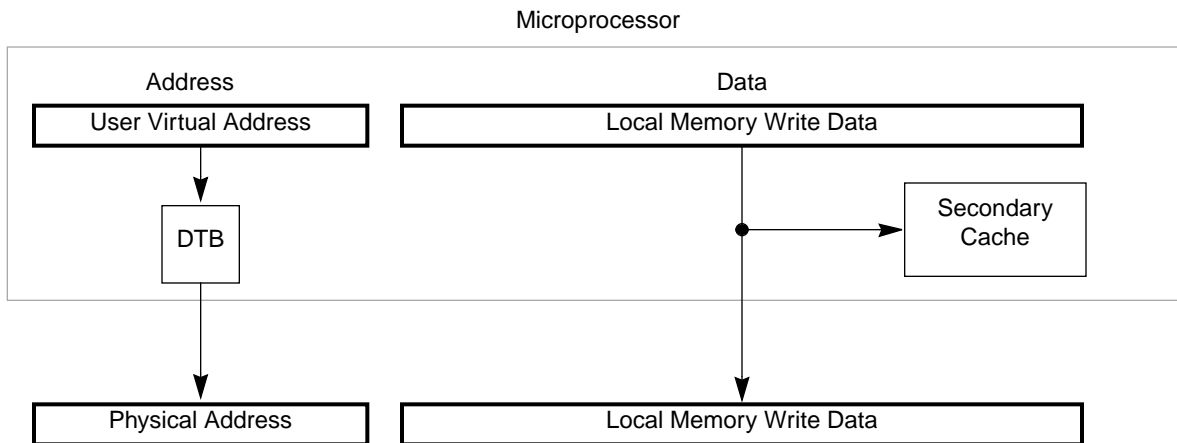 Microprocessor
Address
Data
User Virtual Address
Local Memory Write Data
DTB
Secondary
Cache
Physical Address
Local Memory Write Data